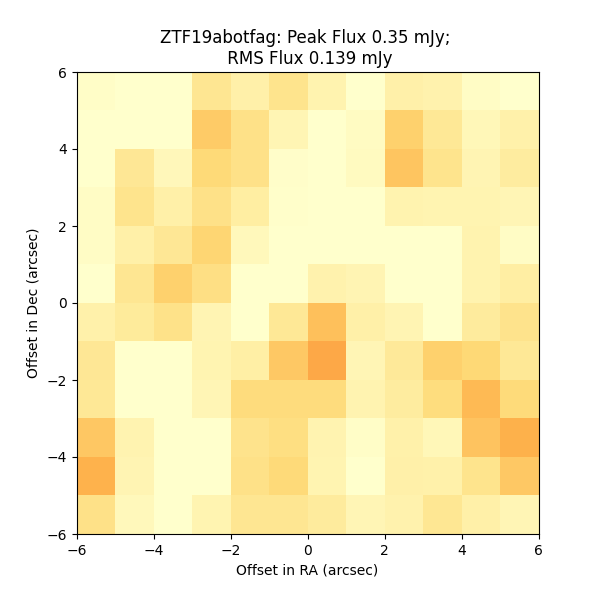 ZTF19abotfag: Peak Flux 0.35 mJy;
RMS Flux 0.139 mJy
6
4
2
0
−2
−4
−6
Offset in Dec (arcsec)
−6 −4 −2 0 2 4 6
Offset in RA (arcsec)